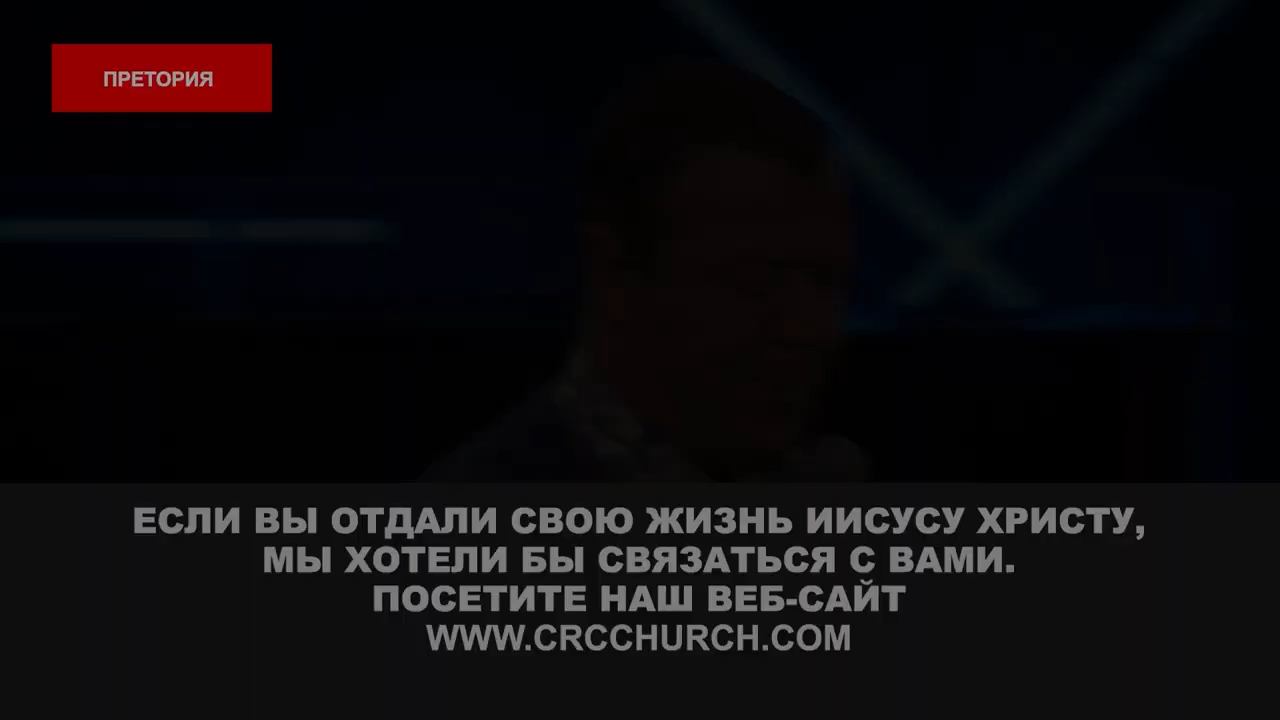 ПРЕТОРИЯ
ЕСЛИ ВЫ ОТДАЛИ СВОЮ ЖИЗНЬ ИИСУСУ ХРИСТУ,
МЫ ХОТЕЛИ БЫ СВЯЗАТЬСЯ С ВАМИ.
ПОСЕТИТЕ НАШ ВЕБ-САЙТ
WWW.CRCCHURCH.COM